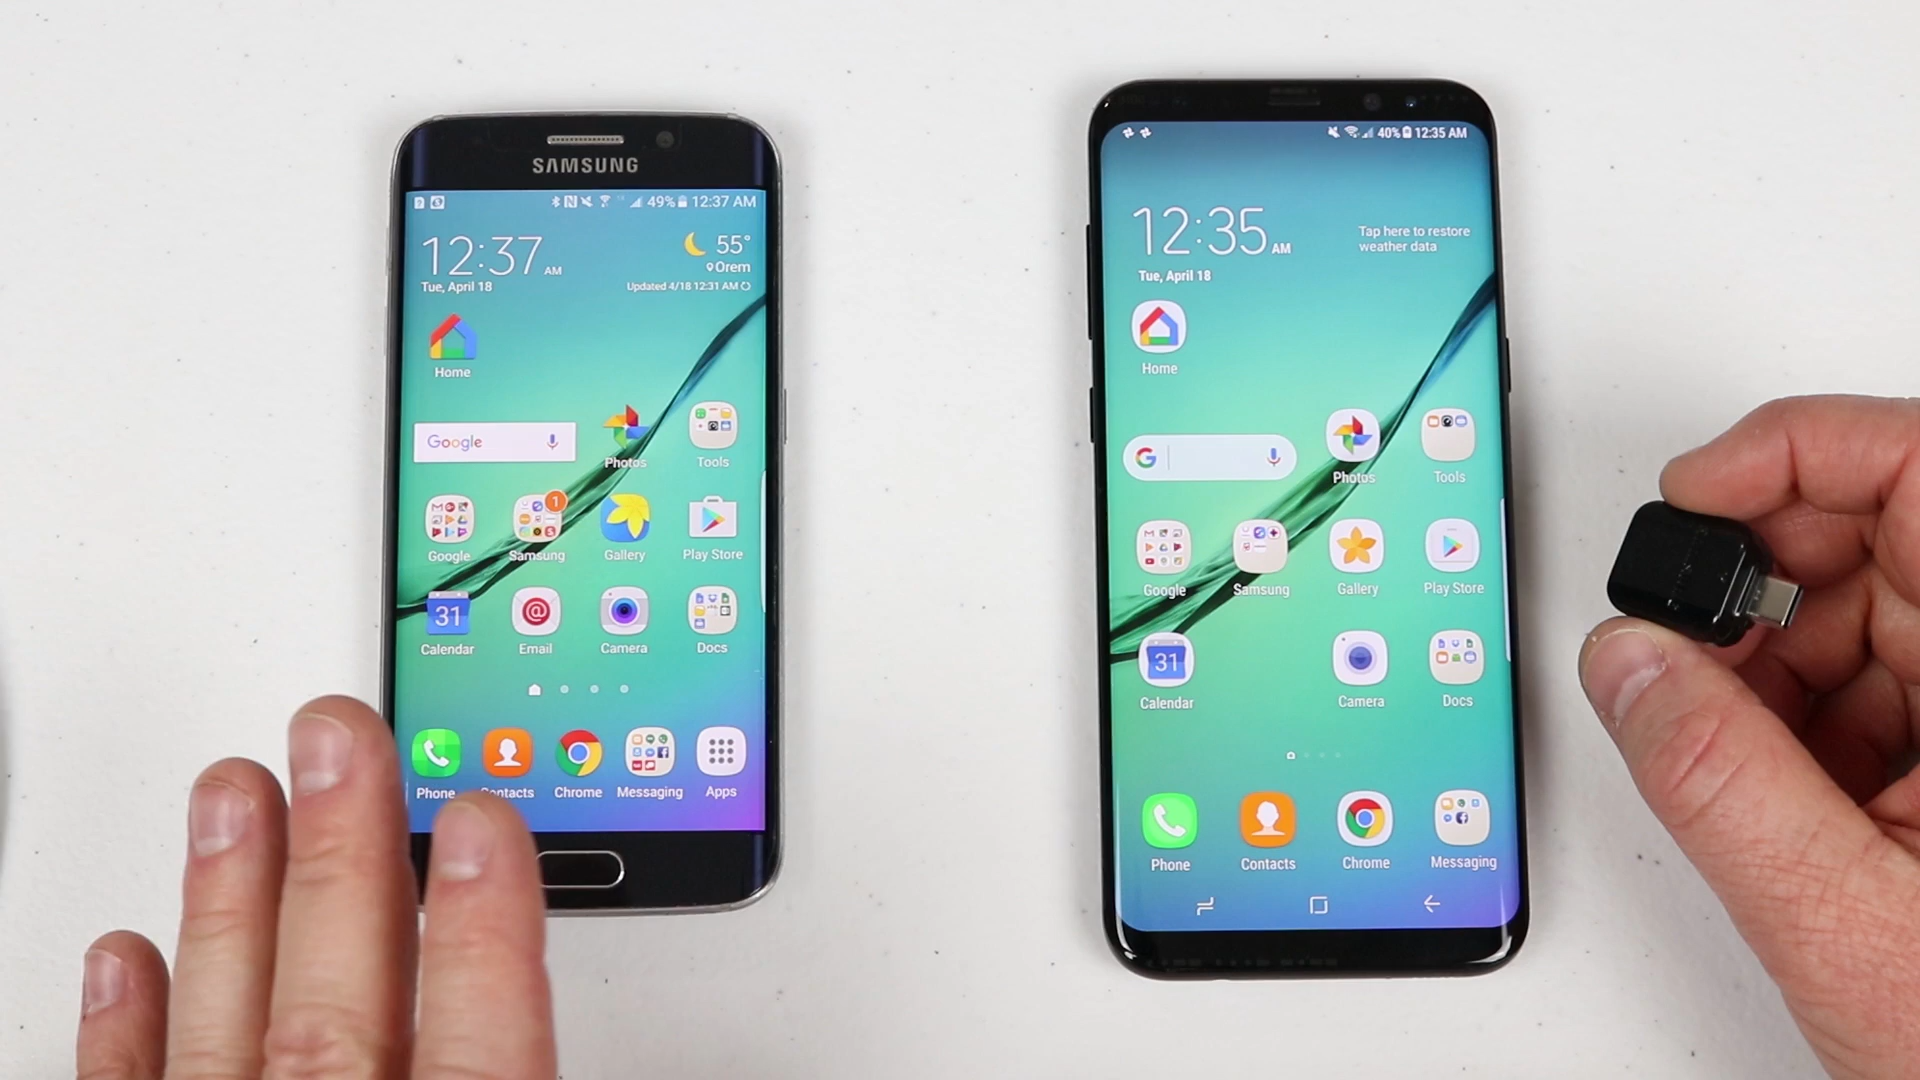 SAMSUNG
49% 12:37 AM
12:37 AM
55°
Orem
Tue, April 18
Updated 4/18 12:31 AM
Home
Google
Photos
Tools
1
Google
Samsung
Gallery
Play Store
31
Calendar
Email
Camera
Docs
Phone
Contacts
Chrome
Messaging
Apps
40% 12:35 AM
12:35 AM
Tap here to restore
weather data
Tue, April 18
Home
G
Photos
Tools
Google
Samsung
Gallery
Play Store
31
Calendar
Camera
Docs
Phone
Contacts
Chrome
Messaging